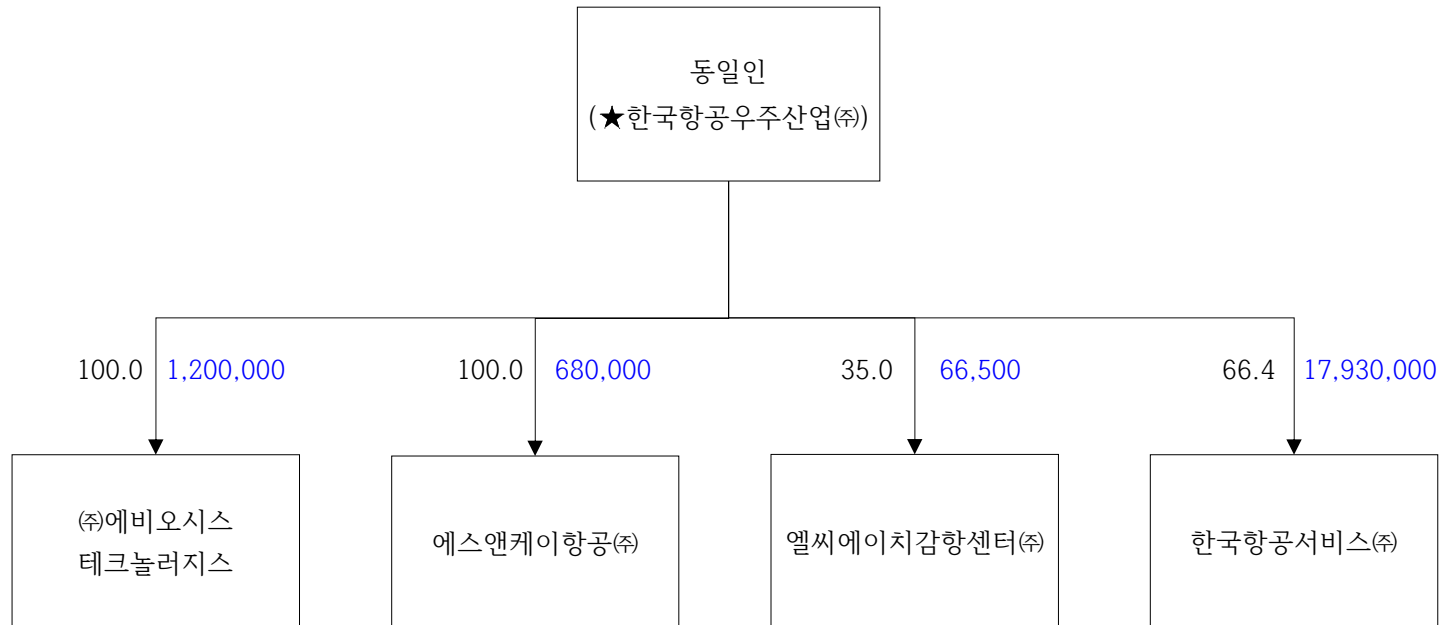 동일인
(★한국항공우주산업㈜)
100.0 1,200,000 100.0 680,000 35.0 66,500 66.4 17,930,000
㈜에비오시스
테크놀러지스
에스앤케이항공㈜
엘씨에이치감항센터㈜
한국항공서비스㈜